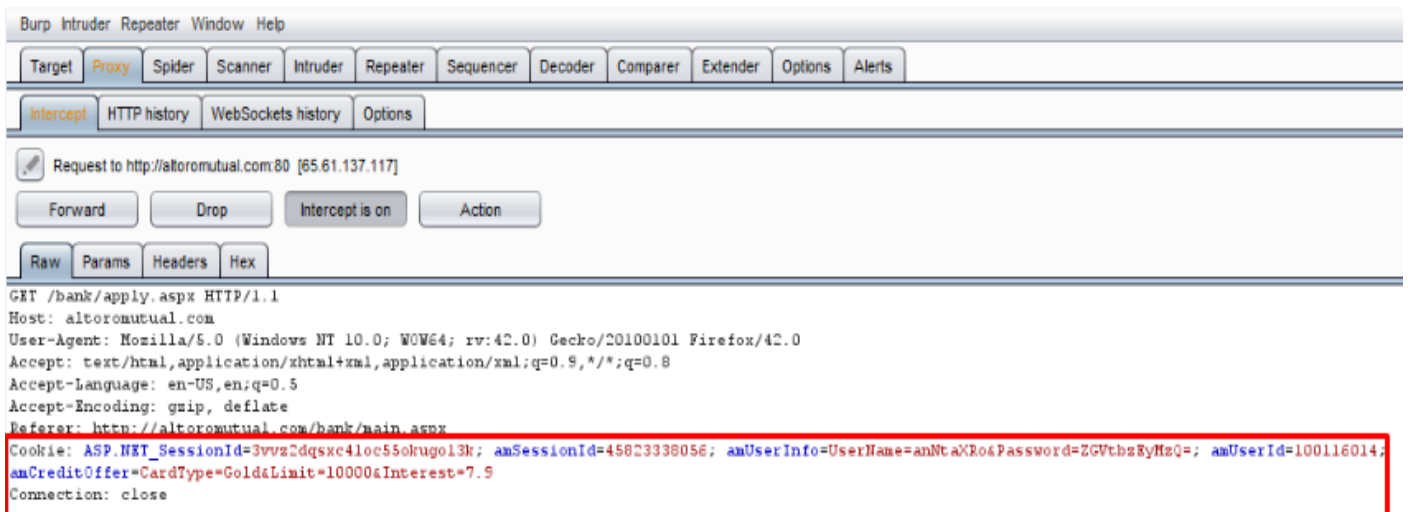 Burp Intruder Repeater Window Help
Target Proxy Spider Scanner Intruder Repeater Sequencer Decoder Comparer Extender Options Alerts
Intercept HTTP history WebSockets history Options
Request to http://altoromutual.com:80 [65.61.137.117]
Forward Drop Intercept is on Action
Raw Params Headers Hex
GET /bank/apply.aspx HTTP/1.1
Host: altoromutual.com
User-Agent: Mozilla/5.0 (Windows NT 10.0; WOW64; rv:42.0) Gecko/20100101 Firefox/42.0
Accept: text/html,application/xhtml+xml,application/xml;q=0.9,*/*;q=0.8
Accept-Language: en-US,en;q=0.5
Accept-Encoding: gzip, deflate
Referer: http://altoromutual.com/bank/main.aspx
Cookie: ASP.NET_SessionId=3vvz2dqsxc4loc55okugol3k; amSessionId=45823338056; amUserInfo=UserName=anNtaXRo&Password=ZGVtbzEyMzQ=; amUserId=100116014;
amCreditOffer=CardType=Gold&Limit=10000&Interest=7.9
Connection: close